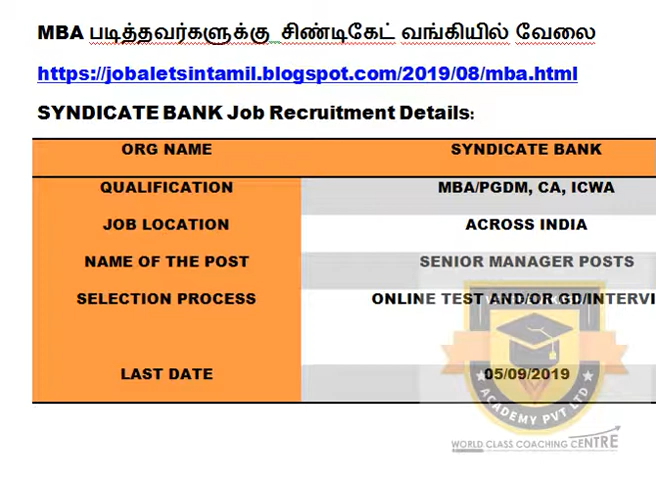 MBA படித்தவர்களுக்கு சிண்டிகேட் வங்கியில் வேலை
https://jobaletsintamil.blogspot.com/2019/08/mba.html
SYNDICATE BANK Job Recruitment Details:
ORG NAME SYNDICATE BANK
QUALIFICATION MBA/PGDM, CA, ICWA
JOB LOCATION ACROSS INDIA
NAME OF THE POST SENIOR MANAGER POSTS
SELECTION PROCESS ONLINE TEST AND/OR GD/INTERVI
LAST DATE 05/09/2019
ACADEMY PVT LTD
WORLD CLASS COACHING CENTRE